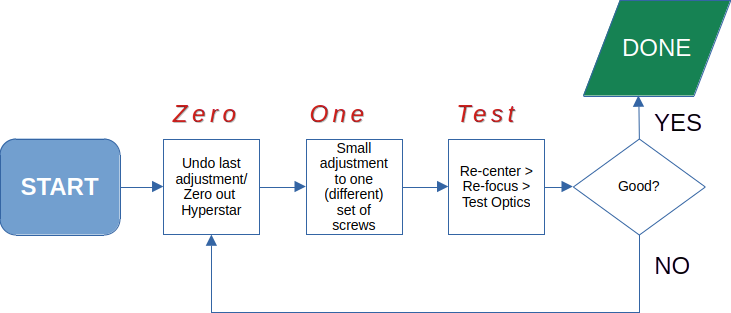 DONE
Zero
One
Test
YES
START
Undo last
adjustment/
Zero out
Hyperstar
Small
adjustment
to one
(different)
set of
screws
Re-center >
Re-focus >
Test Optics
Good?
NO